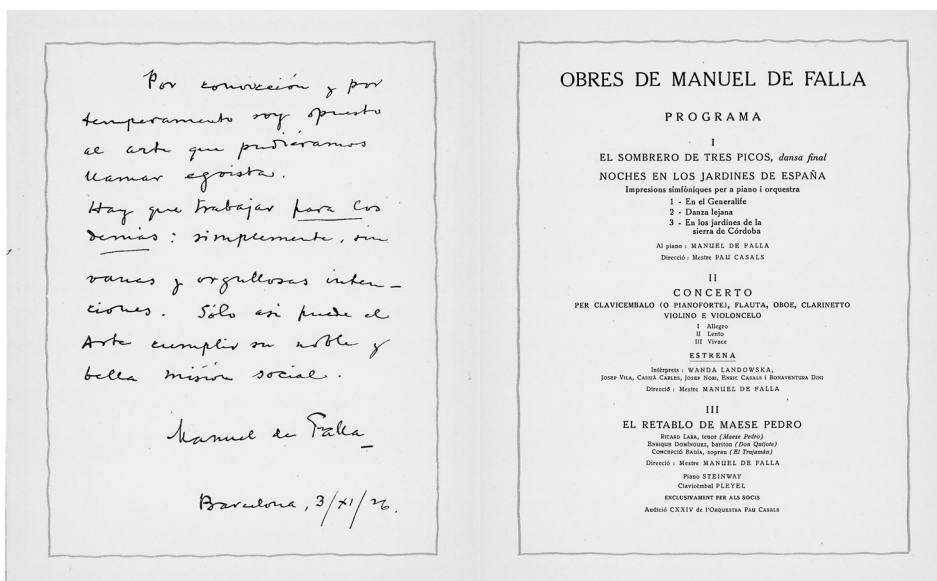 Por convicción y por
temperamento soy opuesto
al arte que pudiéramos
llamar egoista.
Hay que trabajar para los
demás: simplemente, sin
vanas y orgullosas inten-
ciones. Sólo asi puede el
Arte cumplir su noble y
bella misión social.
Manuel de Falla
Barcelona, 3/XI/26.
OBRES DE MANUEL DE FALLA
PROGRAMA
I
EL SOMBRERO DE TRES PICOS, dansa final
NOCHES EN LOS JARDINES DE ESPAÑA
Impresions simfòniques per a piano i orquestra
1 - En el Generalife
2 - Danza lejana
3 - En los jardines de la
sierra de Córdoba
Al piano: MANUEL DE FALLA
Direcció: Mestre PAU CASALS
II
CONCERTO
PER CLAVICEMBALO (O PIANOFORTE), FLAUTA, OBOE, CLARINETTO
VIOLINO E VIOLONCELO
I Allegro
II Lento
III Vivace
ESTRENA
Intèrprets: WANDA LANDOWSKA,
JOSEP VILA, CASSIÀ CARLES, JOSEP NORI, ENRIC CASALS i BONAVENTURA DINI
Direcció: Mestre MANUEL DE FALLA
III
EL RETABLO DE MAESE PEDRO
RICARD LARA, tenor (Maese Pedro)
ENRIQUE DOMÍNGUEZ, baríton (Don Quijote)
CONCEPCIÓ BADÍA, sopran (El Trujamán)
Direcció: Mestre MANUEL DE FALLA
Piano STEINWAY
Clavicèmbal PLEYEL
EXCLUSIVAMENT PER ALS SOCIS
Audició CXXIV de l'ORQUESTRA PAU CASALS